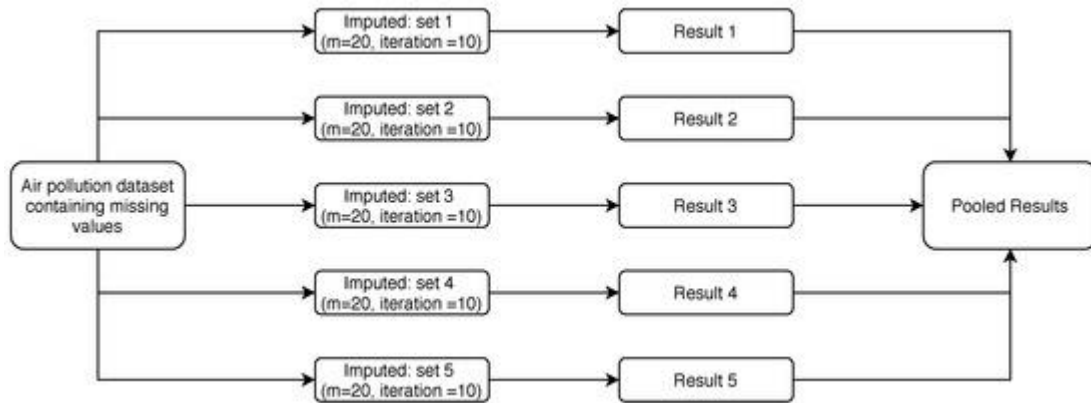 Imputed: set 1
(m=20, iteration =10)
Result 1
Imputed: set 2
(m=20, iteration =10)
Result 2
Air pollution dataset
containing missing
values
Imputed: set 3
(m=20, iteration =10)
Result 3
Pooled Results
Imputed: set 4
(m=20, iteration =10)
Result 4
Imputed: set 5
(m=20, iteration =10)
Result 5